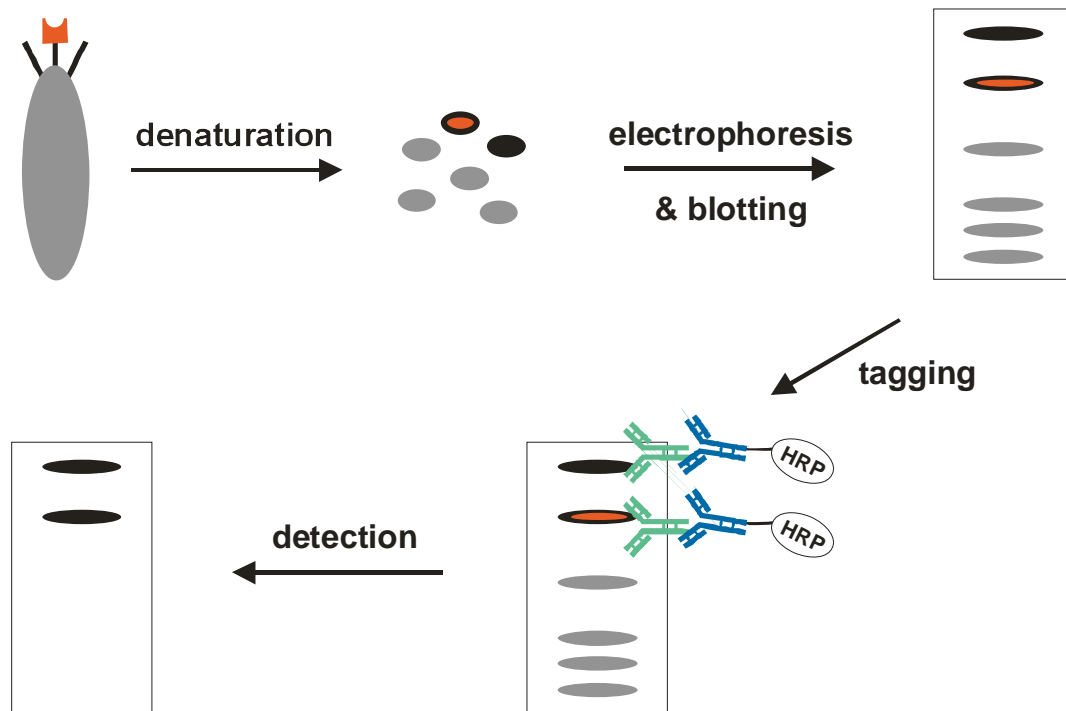 denaturation
electrophoresis
& blotting
tagging
HRP
HRP
detection